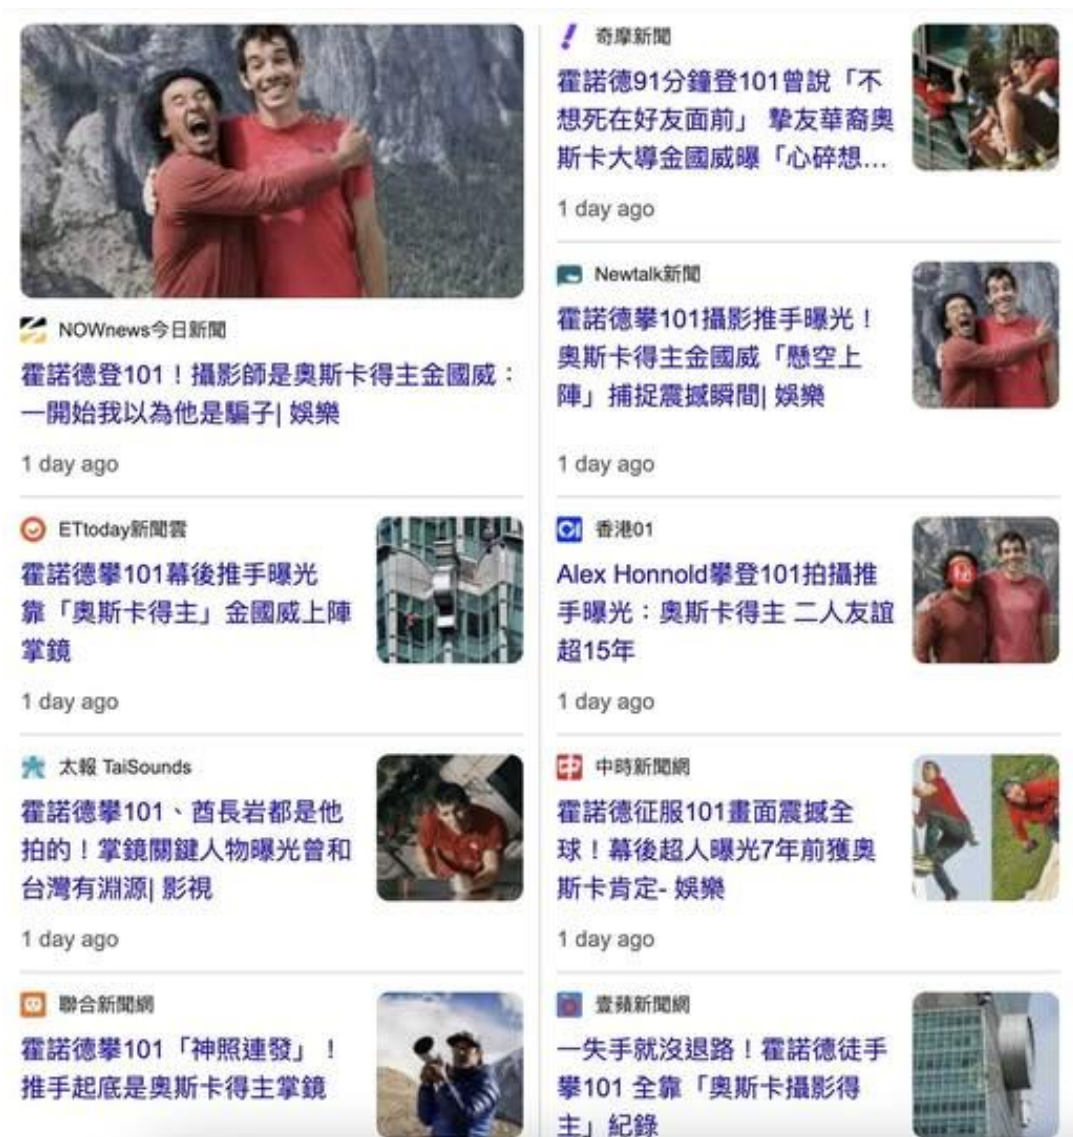 NOWnews今日新聞
霍諾德登101！攝影師是奧斯卡得主金國威：
一開始我以為他是騙子| 娛樂
1 day ago
奇摩新聞
霍諾德91分鐘登101曾說「不
想死在好友面前」 摯友華裔奧
斯卡大導金國威曝「心碎想...
1 day ago
Newtalk新聞
霍諾德攀101攝影推手曝光！
奧斯卡得主金國威「懸空上
陣」捕捉震撼瞬間| 娛樂
1 day ago
ETtoday新聞雲
霍諾德攀101幕後推手曝光
靠「奧斯卡得主」金國威上陣
掌鏡
1 day ago
01
香港01
Alex Honnold攀登101拍攝推
手曝光：奧斯卡得主 二人友誼
超15年
1 day ago
太報 TaiSounds
霍諾德攀101、酋長岩都是他
拍的！掌鏡關鍵人物曝光曾和
台灣有淵源| 影視
1 day ago
中
中時新聞網
霍諾德征服101畫面震撼全
球！幕後超人曝光7年前獲奧
斯卡肯定- 娛樂
1 day ago
聯合新聞網
霍諾德攀101「神照連發」！
推手起底是奧斯卡得主掌鏡
壹蘋新聞網
一失手就沒退路！霍諾德徒手
攀101 全靠「奧斯卡攝影得
主」紀錄